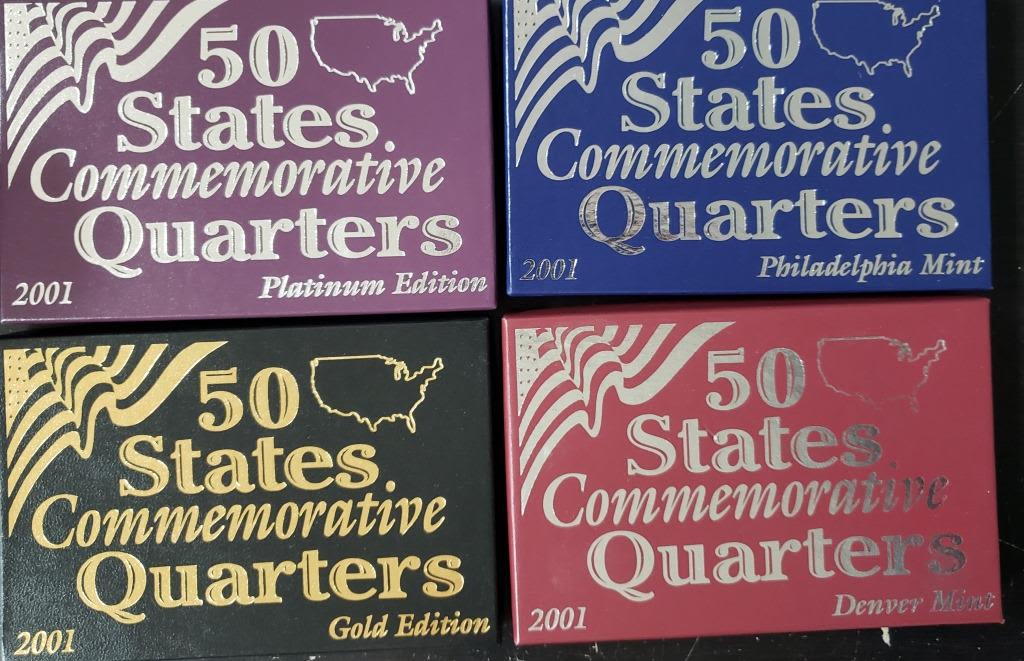 50
States
Commemorative
Quarters
2001 Platinum Edition
50
States
Commemorative
Quarters
2001 Philadelphia Mint
50
States
Commemorative
Quarters
2001 Gold Edition
50
States
Commemorative
Quarters
2001 Denver Mint